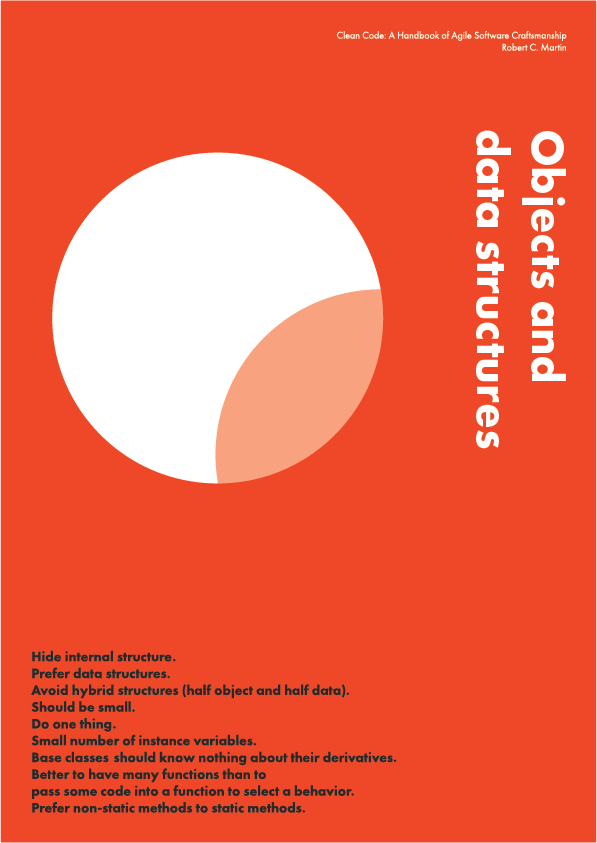 Clean Code: A Handbook of Agile Software Craftsmanship
Robert C. Martin
Objects and
data structures
Hide internal structure.
Prefer data structures.
Avoid hybrid structures (half object and half data).
Should be small.
Do one thing.
Small number of instance variables.
Base classes should know nothing about their derivatives.
Better to have many functions than to
pass some code into a function to select a behavior.
Prefer non-static methods to static methods.